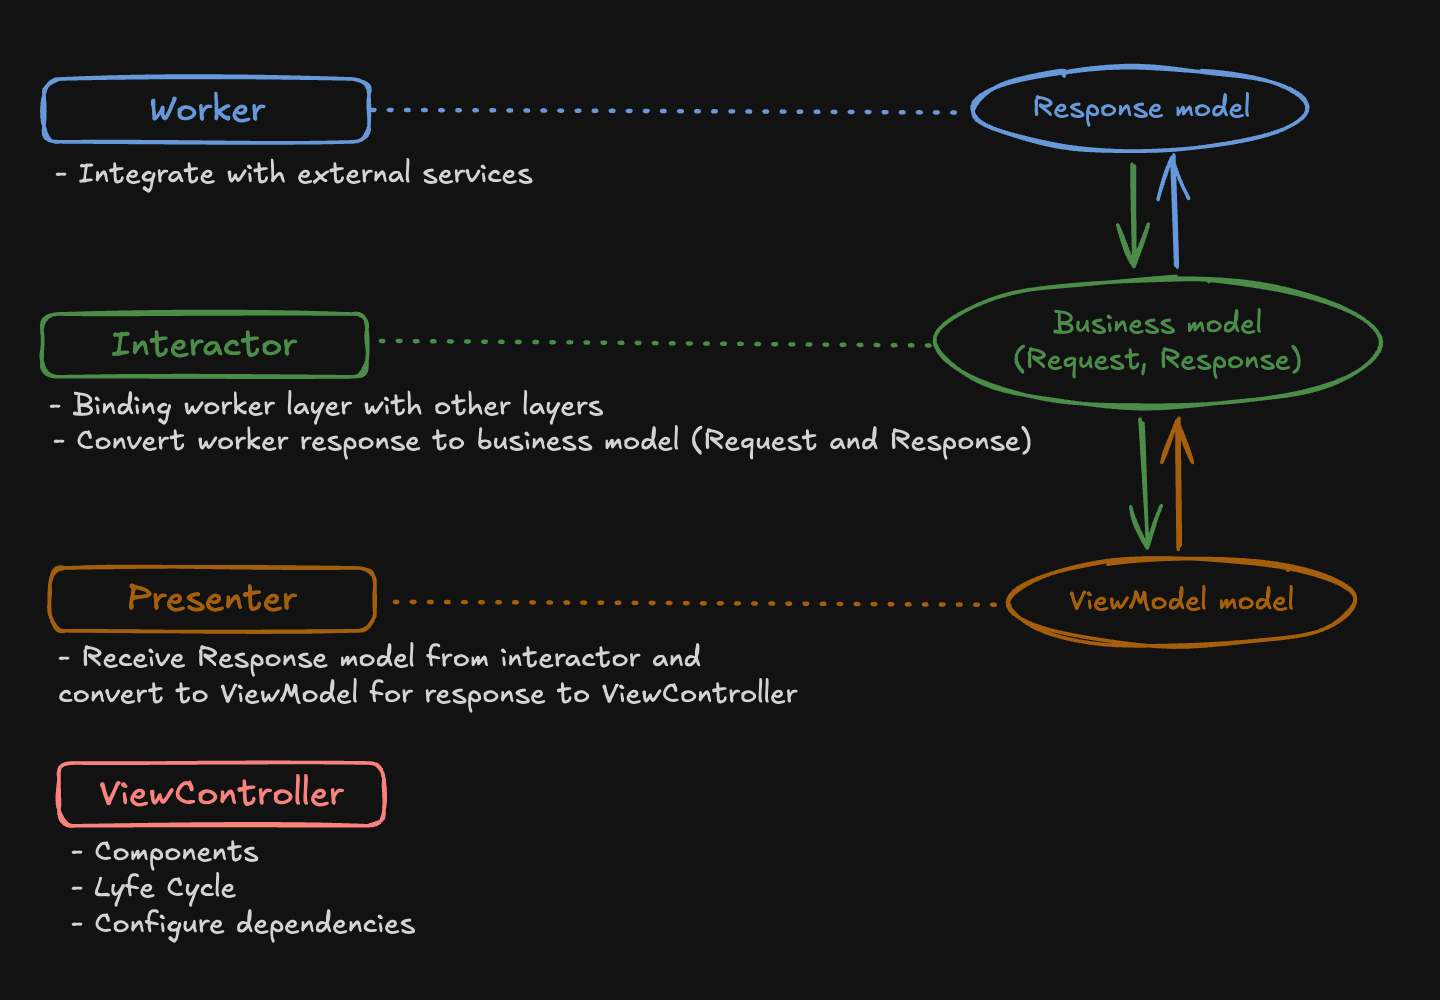 Worker
Response model
- Integrate with external services
Interactor
Business model
(Request, Response)
- Binding worker layer with other layers
- Convert worker response to business model (Request and Response)
Presenter
ViewModel model
- Receive Response model from interactor and
convert to ViewModel for response to ViewController
ViewController
- Components
- Lyfe Cycle
- Configure dependencies